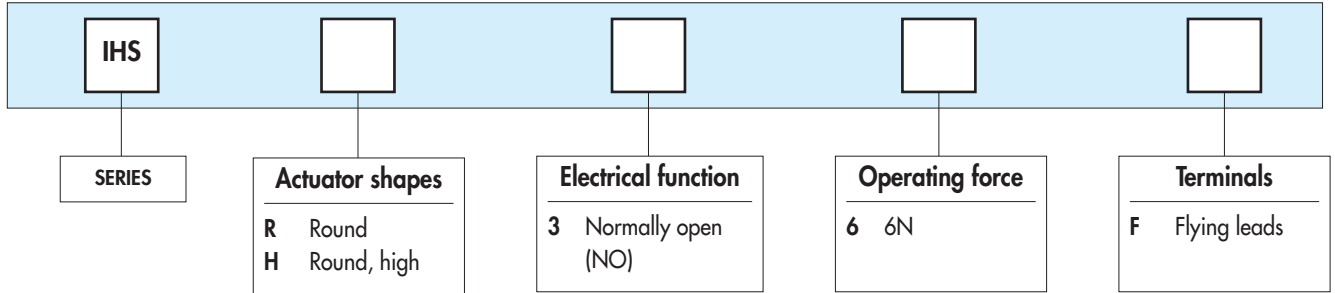 IHS
SERIES
Actuator shapes
R Round
H Round, high
Electrical function
3 Normally open
(NO)
Operating force
6 6N
Terminals
F Flying leads